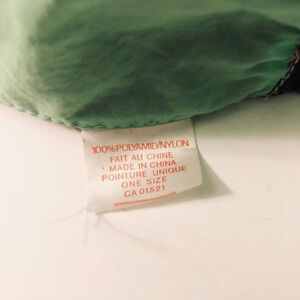 100%POLYAMID/NYLON
FAIT AU CHINE
MADE IN CHINA
POINTURE UNIQUE
ONE SIZE
CA 01521